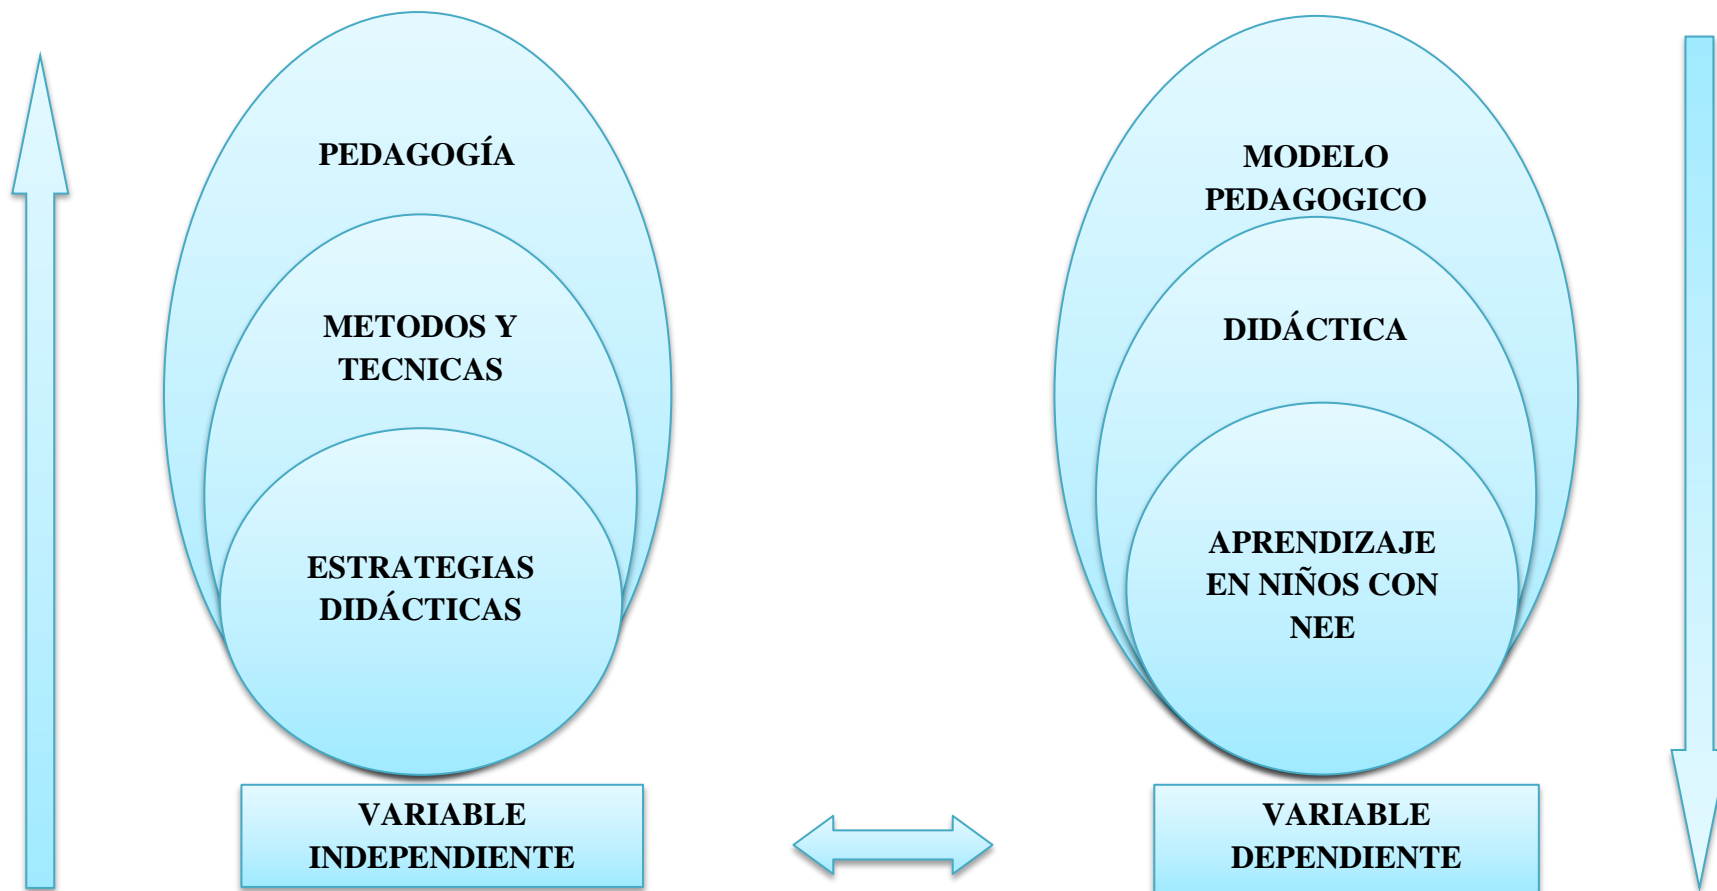 PEDAGOGÍA
METODOS Y
TECNICAS
ESTRATEGIAS
DIDÁCTICAS
VARIABLE
INDEPENDIENTE
MODELO
PEDAGOGICO
DIDÁCTICA
APRENDIZAJE
EN NIÑOS CON
NEE
VARIABLE
DEPENDIENTE